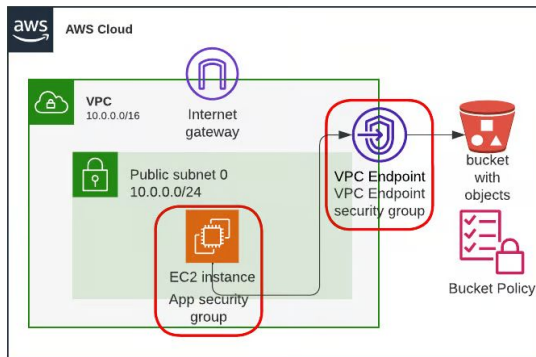 aws
AWS Cloud
VPC
10.0.0.0/16
Internet
gateway
Public subnet 0
10.0.0.0/24
VPC Endpoint
VPC Endpoint
security group
bucket
with
objects
EC2 instance
App security
group
Bucket Policy